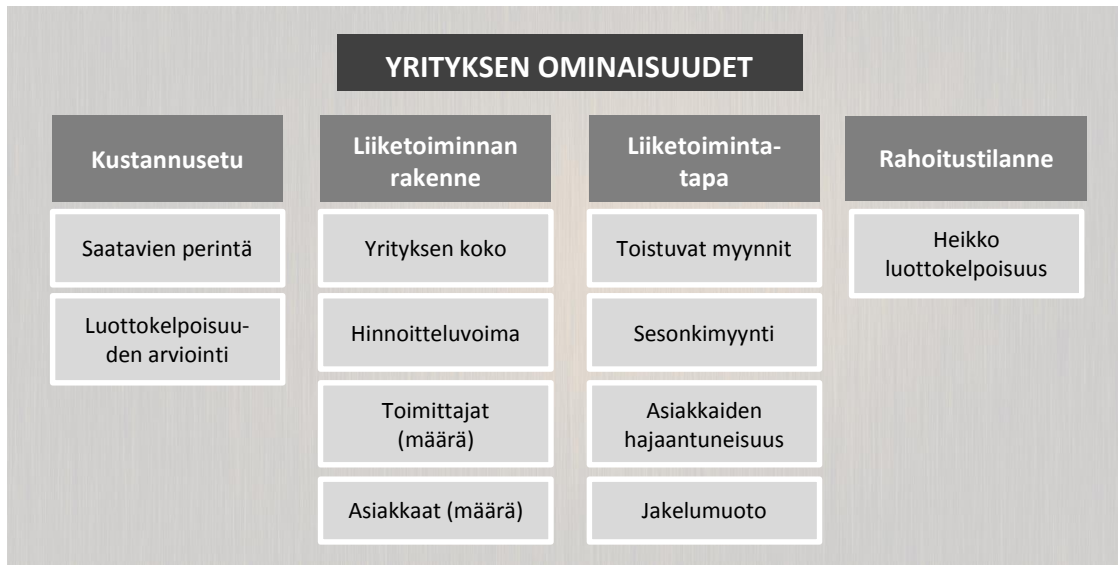 YRITYKSEN OMINAISUUDET
Kustannusetu
Saatavien perintä
Luottokelpoisuu-
den arviointi
Liiketoiminnan
rakenne
Yrityksen koko
Hinnoitteluvoima
Toimittajat
(määrä)
Asiakkaat (määrä)
Liiketoiminta-
tapa
Toistuvat myynnit
Sesonkimyynti
Asiakkaiden
hajaantuneisuus
Jakelumuoto
Rahoitustilanne
Heikko
luottokelpoisuus